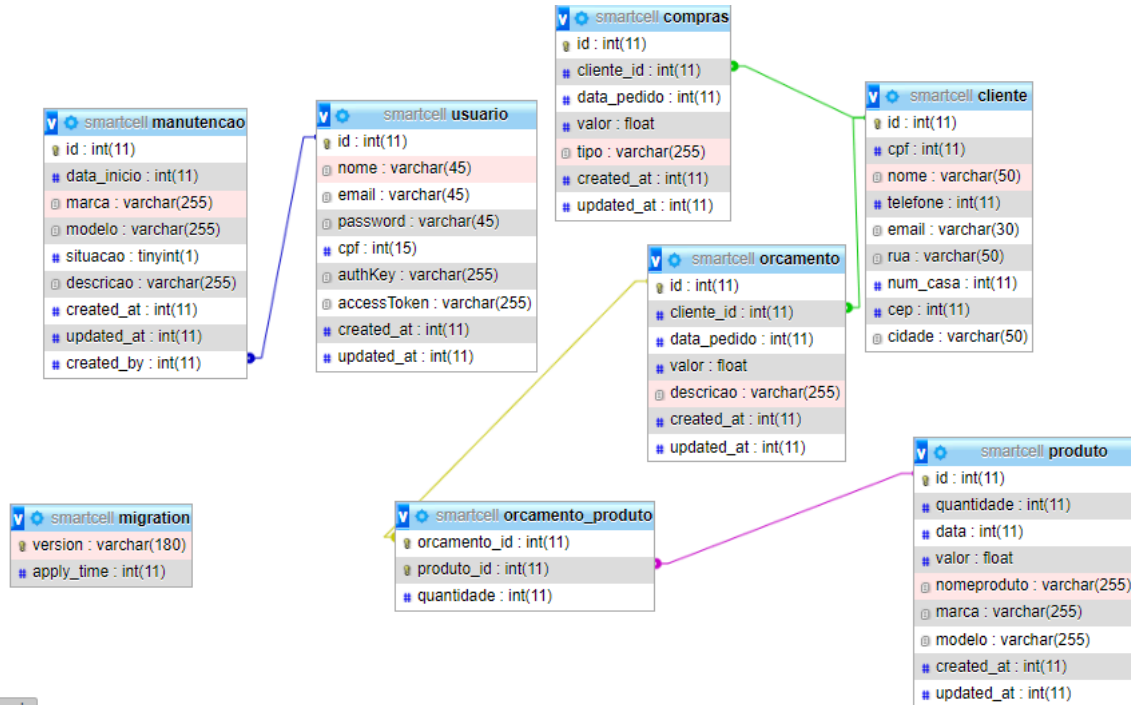 smartcell compras
id : int(11)
cliente_id : int(11)
data_pedido : int(11)
valor : float
tipo : varchar(255)
created_at : int(11)
updated_at : int(11)
smartcell cliente
id : int(11)
cpf : int(11)
nome : varchar(50)
telefone : int(11)
email : varchar(30)
rua : varchar(50)
num_casa : int(11)
cep : int(11)
cidade : varchar(50)
smartcell manutencao
id : int(11)
data_inicio : int(11)
marca : varchar(255)
modelo : varchar(255)
situacao : tinyint(1)
descricao : varchar(255)
created_at : int(11)
updated_at : int(11)
created_by : int(11)
smartcell usuario
id : int(11)
nome : varchar(45)
email : varchar(45)
password : varchar(45)
cpf : int(15)
authKey : varchar(255)
accessToken : varchar(255)
created_at : int(11)
updated_at : int(11)
smartcell orcamento
id : int(11)
cliente_id : int(11)
data_pedido : int(11)
valor : float
descricao : varchar(255)
created_at : int(11)
updated_at : int(11)
smartcell produto
id : int(11)
quantidade : int(11)
data : int(11)
valor : float
nomeproduto : varchar(255)
marca : varchar(255)
modelo : varchar(255)
created_at : int(11)
updated_at : int(11)
smartcell migration
version : varchar(180)
apply_time : int(11)
smartcell orcamento_produto
orcamento_id : int(11)
produto_id : int(11)
quantidade : int(11)